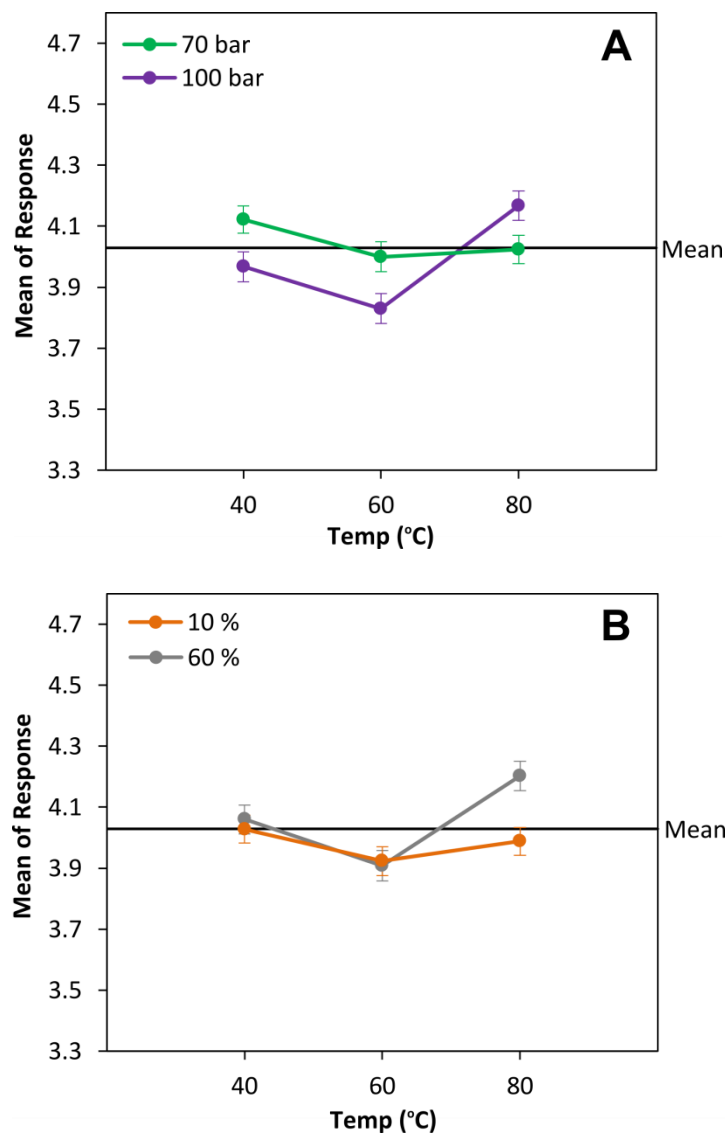 A
70 bar
100 bar
4.7
4.5
4.3
4.1
3.9
3.7
3.5
3.3
Mean of Response
Mean
40 60 80
Temp (°C)
B
10 %
60 %
4.7
4.5
4.3
4.1
3.9
3.7
3.5
3.3
Mean of Response
Mean
40 60 80
Temp (°C)